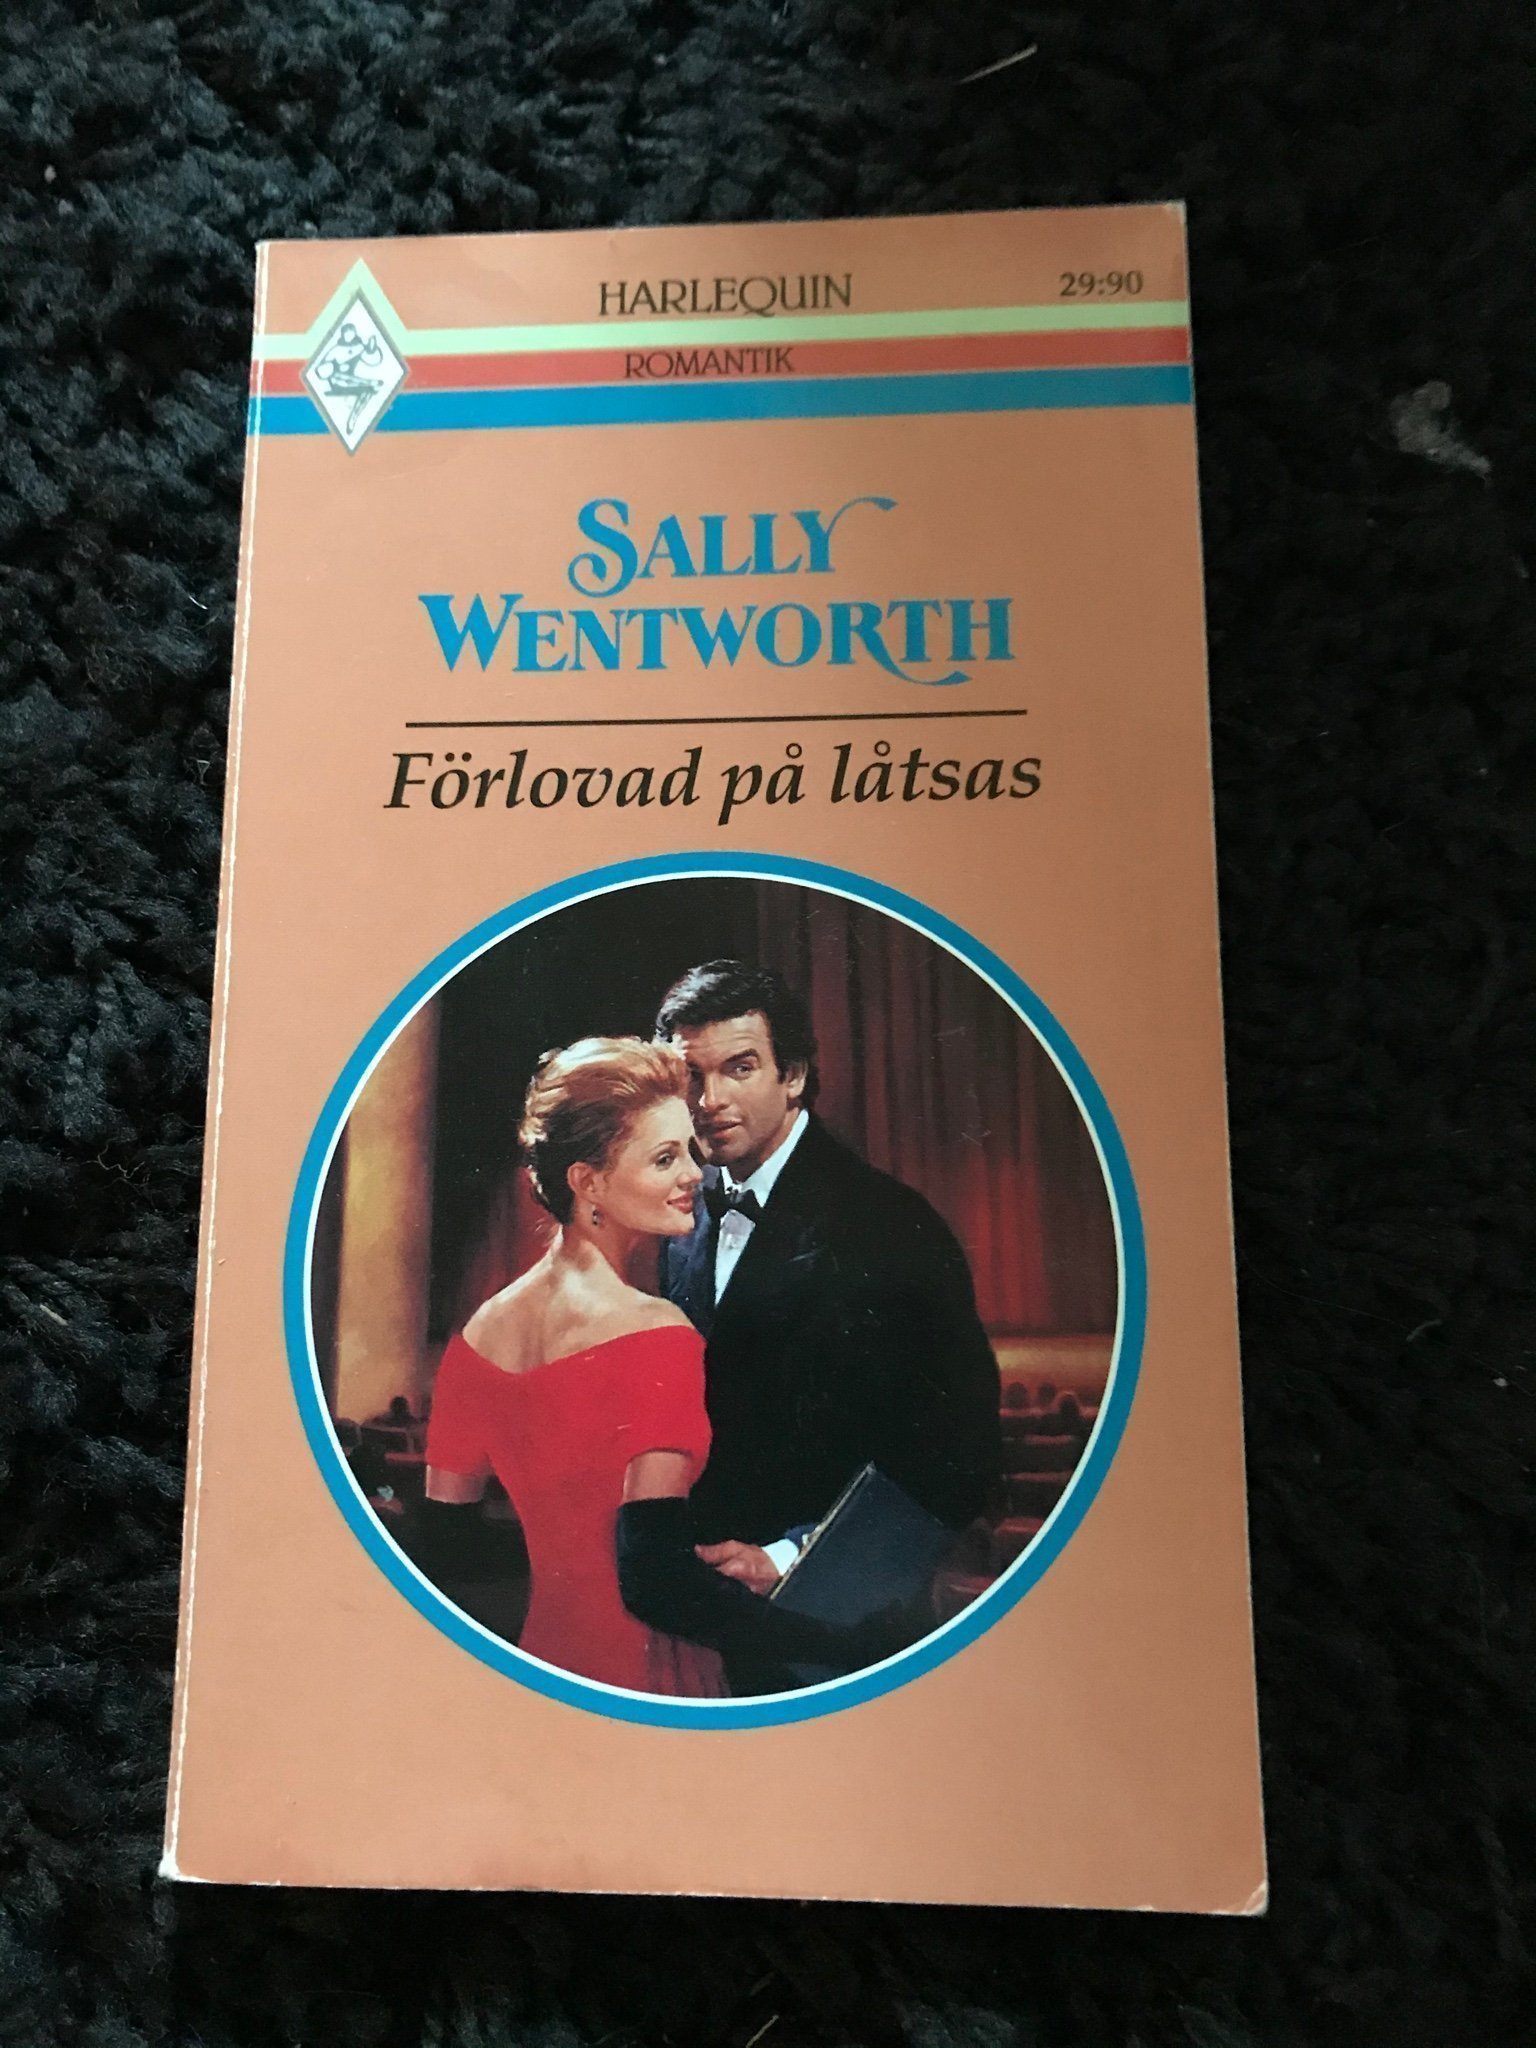 HARLEQUIN
29:90
ROMANTIK
SALLY
WENTWORTH
Förlovad på låtsas